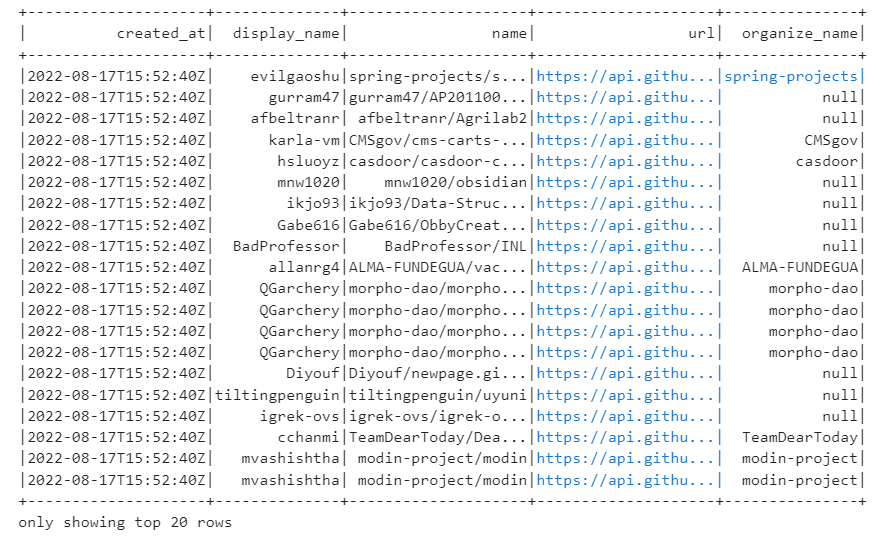 +--------------------+--------------+--------------------+--------------------+---------------+
|          created_at|  display_name|                name|                 url|  organize_name|
+--------------------+--------------+--------------------+--------------------+---------------+
|2022-08-17T15:52:40Z|    evilgaoshu|spring-projects/s...|https://api.githu...|spring-projects|
|2022-08-17T15:52:40Z|      gurram47|gurram47/AP201100...|https://api.githu...|           null|
|2022-08-17T15:52:40Z|    afbeltranr| afbeltranr/Agrilab2|https://api.githu...|           null|
|2022-08-17T15:52:40Z|      karla-vm|CMSgov/cms-carts-...|https://api.githu...|         CMSgov|
|2022-08-17T15:52:40Z|       hsluoyz|casdoor/casdoor-c...|https://api.githu...|        casdoor|
|2022-08-17T15:52:40Z|       mnw1020|    mnw1020/obsidian|https://api.githu...|           null|
|2022-08-17T15:52:40Z|        ikjo93|ikjo93/Data-Struc...|https://api.githu...|           null|
|2022-08-17T15:52:40Z|       Gabe616|Gabe616/ObbyCreat...|https://api.githu...|           null|
|2022-08-17T15:52:40Z|  BadProfessor|    BadProfessor/INL|https://api.githu...|           null|
|2022-08-17T15:52:40Z|      allanrg4|ALMA-FUNDEGUA/vac...|https://api.githu...|  ALMA-FUNDEGUA|
|2022-08-17T15:52:40Z|     QGarchery|morpho-dao/morpho...|https://api.githu...|     morpho-dao|
|2022-08-17T15:52:40Z|     QGarchery|morpho-dao/morpho...|https://api.githu...|     morpho-dao|
|2022-08-17T15:52:40Z|     QGarchery|morpho-dao/morpho...|https://api.githu...|     morpho-dao|
|2022-08-17T15:52:40Z|     QGarchery|morpho-dao/morpho...|https://api.githu...|     morpho-dao|
|2022-08-17T15:52:40Z|        Diyouf|Diyouf/newpage.gi...|https://api.githu...|           null|
|2022-08-17T15:52:40Z|tiltingpenguin|tiltingpenguin/uyuni|https://api.githu...|           null|
|2022-08-17T15:52:40Z|     igrek-ovs|igrek-ovs/igrek-o...|https://api.githu...|           null|
|2022-08-17T15:52:40Z|       cchanmi|TeamDearToday/Dea...|https://api.githu...|  TeamDearToday|
|2022-08-17T15:52:40Z|   mvashishtha| modin-project/modin|https://api.githu...|  modin-project|
|2022-08-17T15:52:40Z|   mvashishtha| modin-project/modin|https://api.githu...|  modin-project|
+--------------------+--------------+--------------------+--------------------+---------------+
only showing top 20 rows